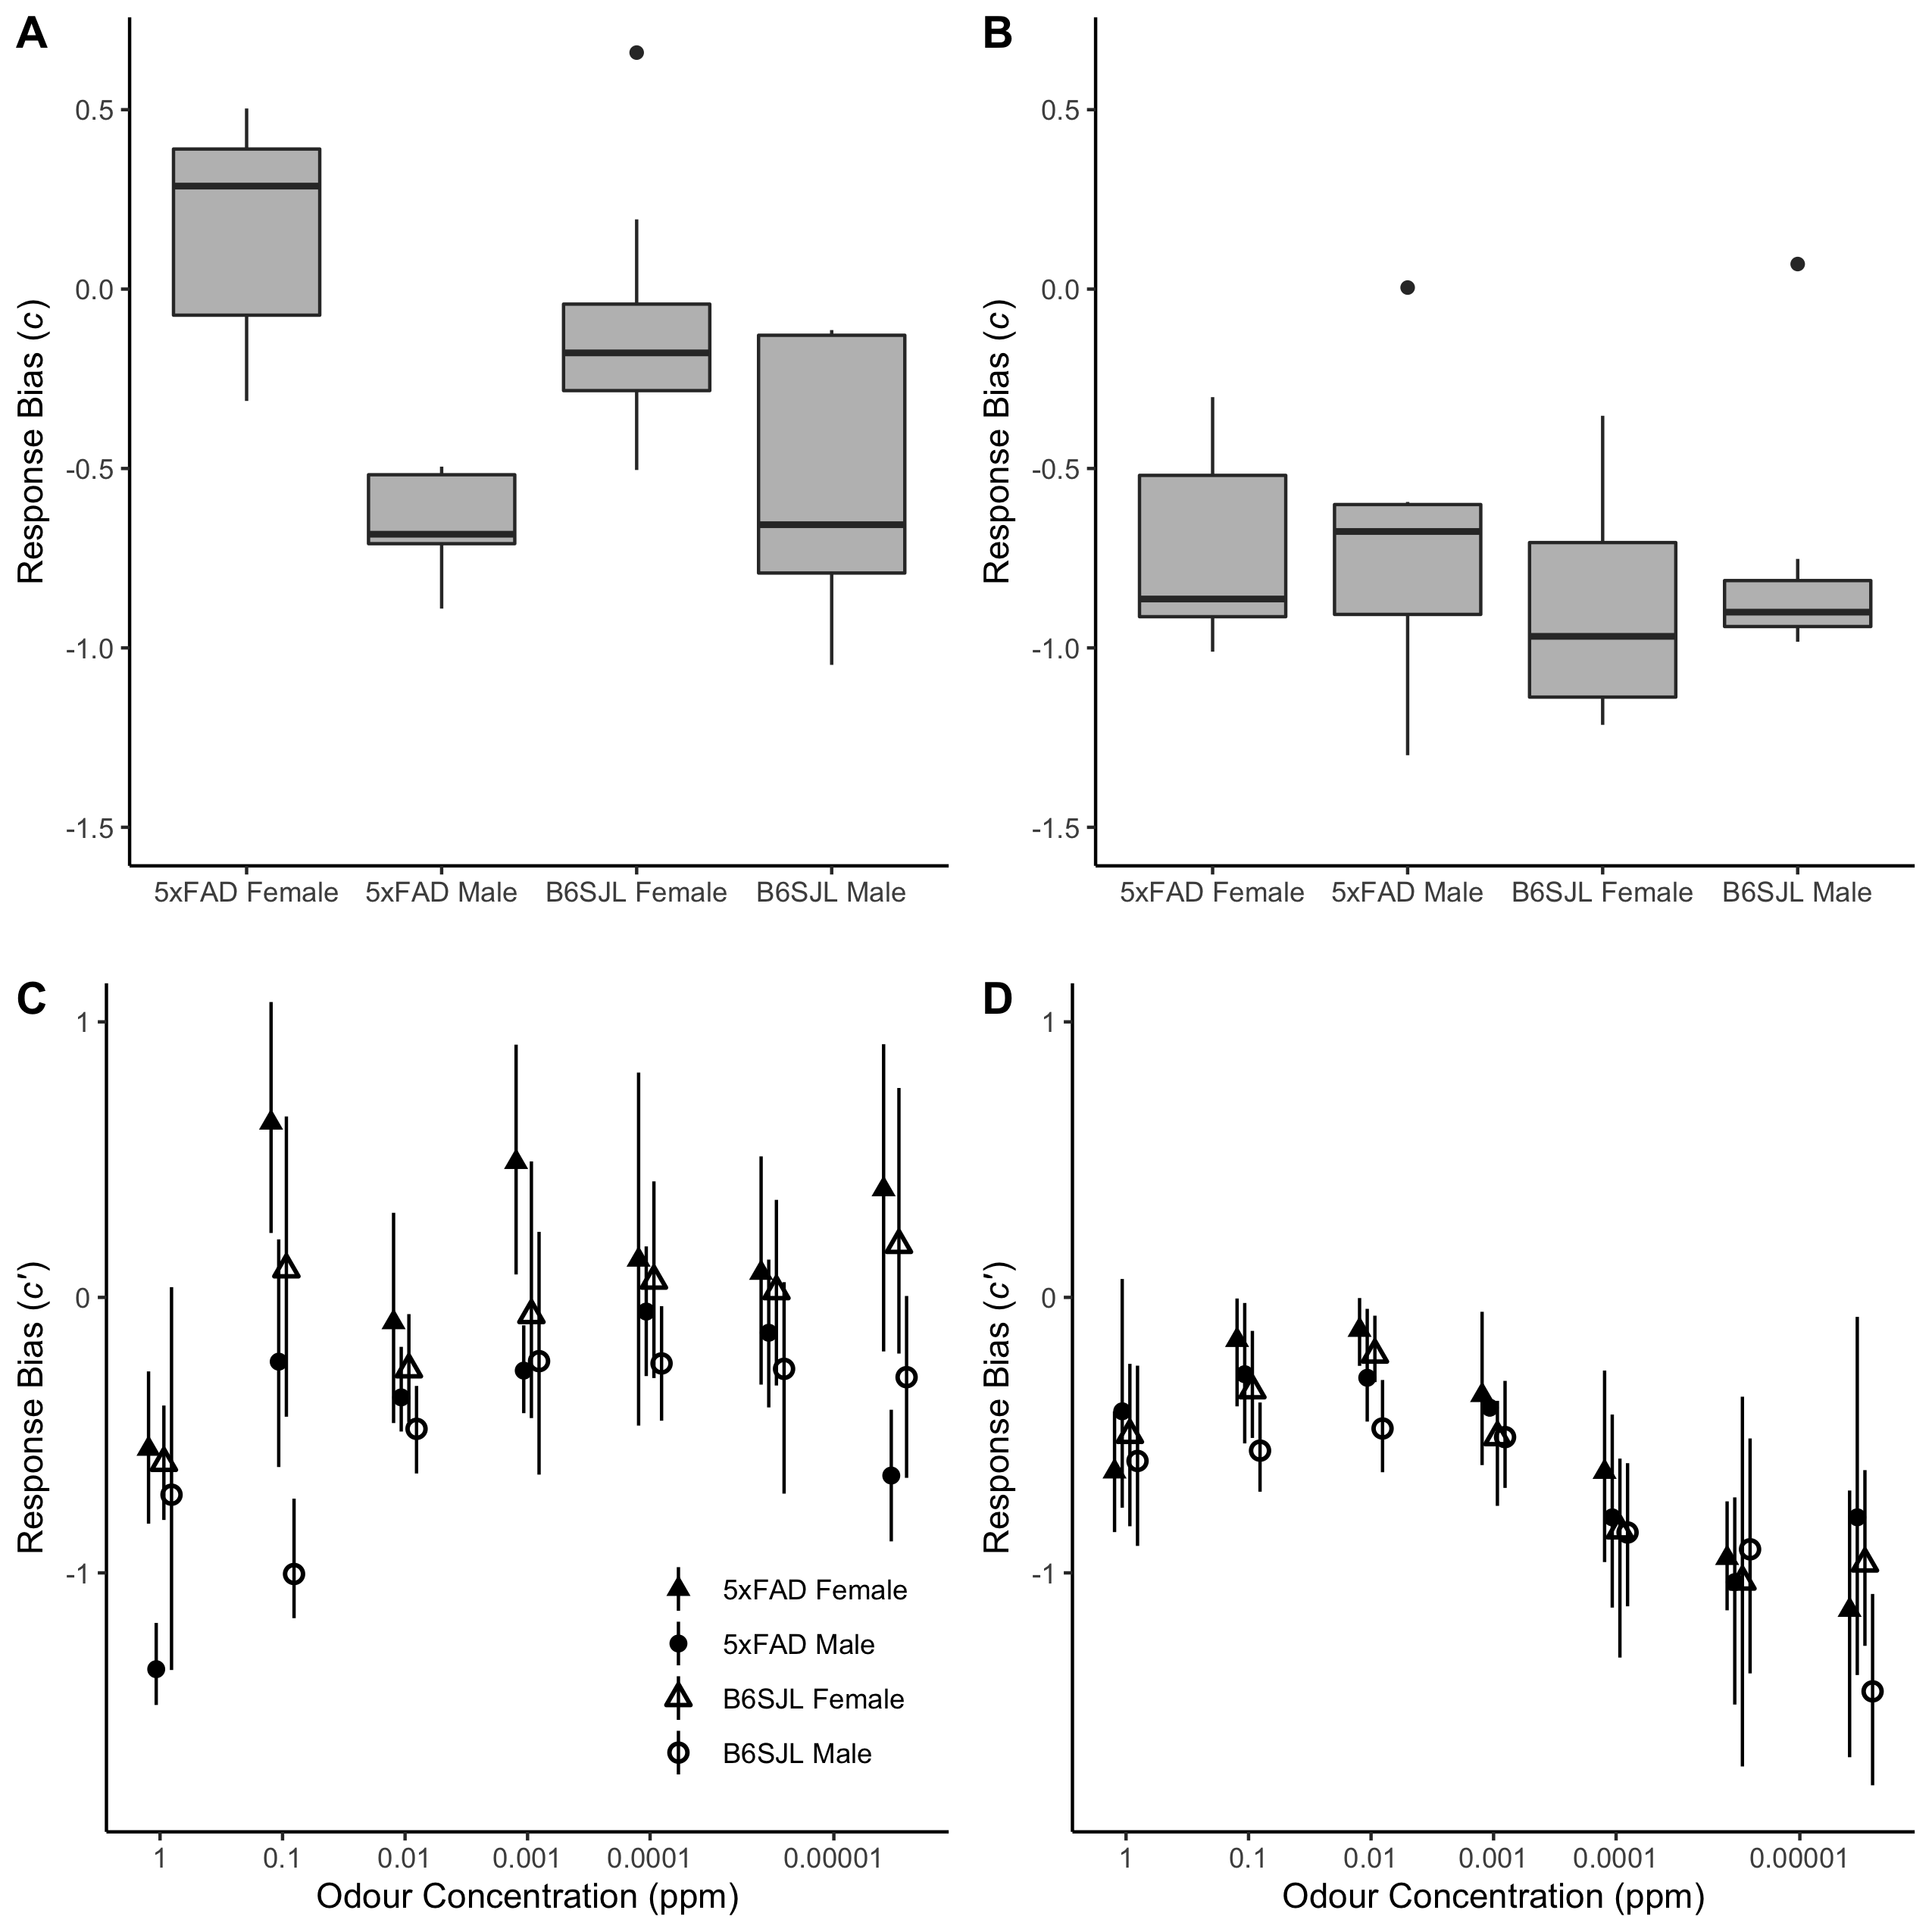 A
Response Bias (c)
0.5
0.0
-0.5
-1.0
-1.5
5xFAD Female
5xFAD Male
B6SJL Female
B6SJL Male
B
Response Bias (c)
0.5
0.0
-0.5
-1.0
-1.5
5xFAD Female
5xFAD Male
B6SJL Female
B6SJL Male
C
Response Bias (c')
1
0
-1
5xFAD Female
5xFAD Male
B6SJL Female
B6SJL Male
1
0.1
0.01
0.001
0.0001
0.00001
Odour Concentration (ppm)
D
Response Bias (c')
1
0
-1
1
0.1
0.01
0.001
0.0001
0.00001
Odour Concentration (ppm)